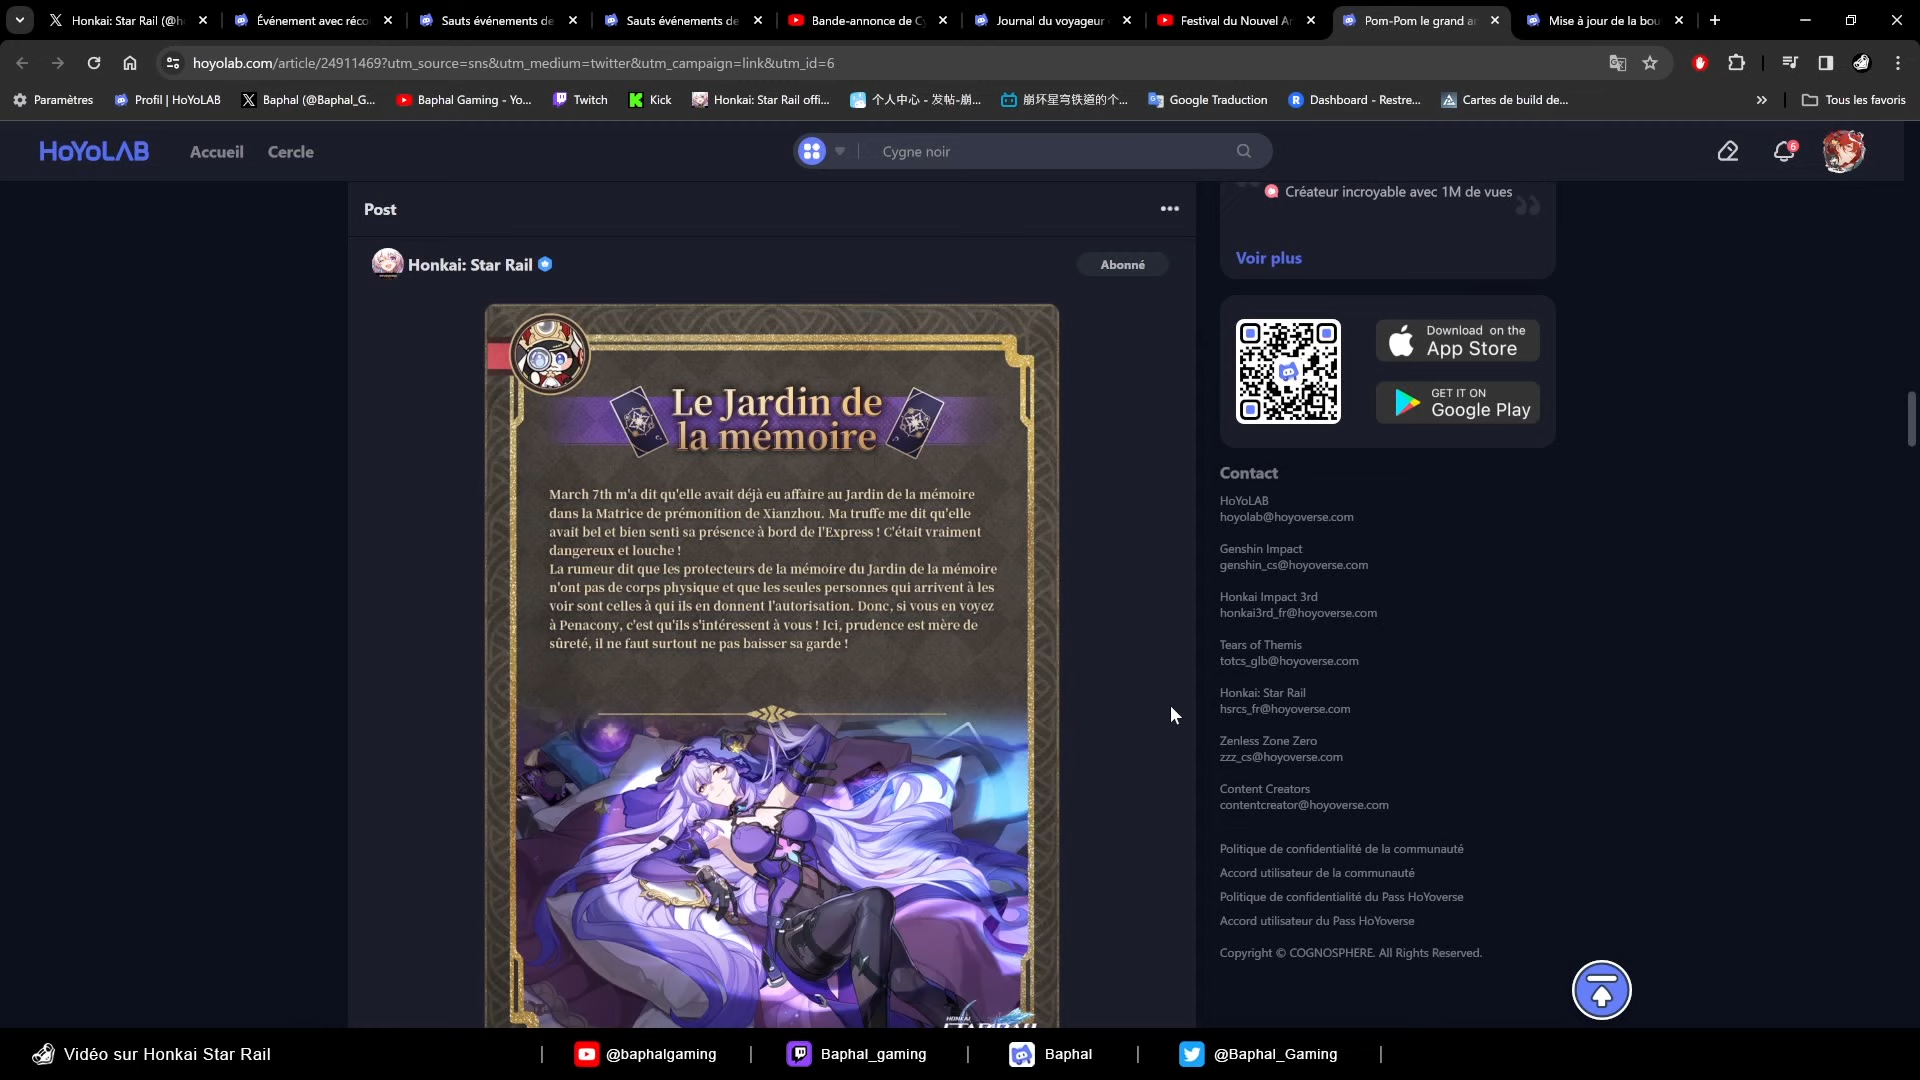 Honkai: Star Rail (@h
Événement avec réco
Sauts événements de
Sauts événements de
Bande-annonce de C
Journal du voyageur
Festival du Nouvel A
Pom-Pom le grand a
Mise à jour de la bou
hoyolab.com/article/24911469?utm_source=sns&utm_medium=twitter&utm_campaign=link&utm_id=6
Paramètres
Profil | HoYoLAB
Baphal (@Baphal_G...
Baphal Gaming - Yo...
Twitch
Kick
Honkai: Star Rail offi...
个人中心 - 发帖-崩...
崩坏星穹铁道的个...
Google Traduction
Dashboard - Restre...
Cartes de build de...
Tous les favoris
HoYoLAB
Accueil
Cercle
Cygne noir
6
Post
Créateur incroyable avec 1M de vues
Voir plus
Honkai: Star Rail
Abonné
Le Jardin de
la mémoire
March 7th m'a dit qu'elle avait déjà eu affaire au Jardin de la mémoire
dans la Matrice de prémonition de Xianzhou. Ma truffe me dit qu'elle
avait bel et bien senti sa présence à bord de l'Express ! C'était vraiment
dangereux et louche !
La rumeur dit que les protecteurs de la mémoire du Jardin de la mémoire
n'ont pas de corps physique et que les seules personnes qui arrivent à les
voir sont celles à qui ils en donnent l'autorisation. Donc, si vous en voyez
à Penacony, c'est qu'ils s'intéressent à vous ! Ici, prudence est mère de
sûreté, il ne faut surtout ne pas baisser sa garde !
HONKAI
STAR RAIL
Download on the
App Store
GET IT ON
Google Play
Contact
HoYoLAB
hoyolab@hoyoverse.com
Genshin Impact
genshin_cs@hoyoverse.com
Honkai Impact 3rd
honkai3rd_fr@hoyoverse.com
Tears of Themis
totcs_glb@hoyoverse.com
Honkai: Star Rail
hsrcs_fr@hoyoverse.com
Zenless Zone Zero
zzz_cs@hoyoverse.com
Content Creators
contentcreator@hoyoverse.com
Politique de confidentialité de la communauté
Accord utilisateur de la communauté
Politique de confidentialité du Pass HoYoverse
Accord utilisateur du Pass HoYoverse
Copyright © COGNOSPHERE. All Rights Reserved.
Vidéo sur Honkai Star Rail
@baphalgaming
Baphal_gaming
Baphal
@Baphal_Gaming